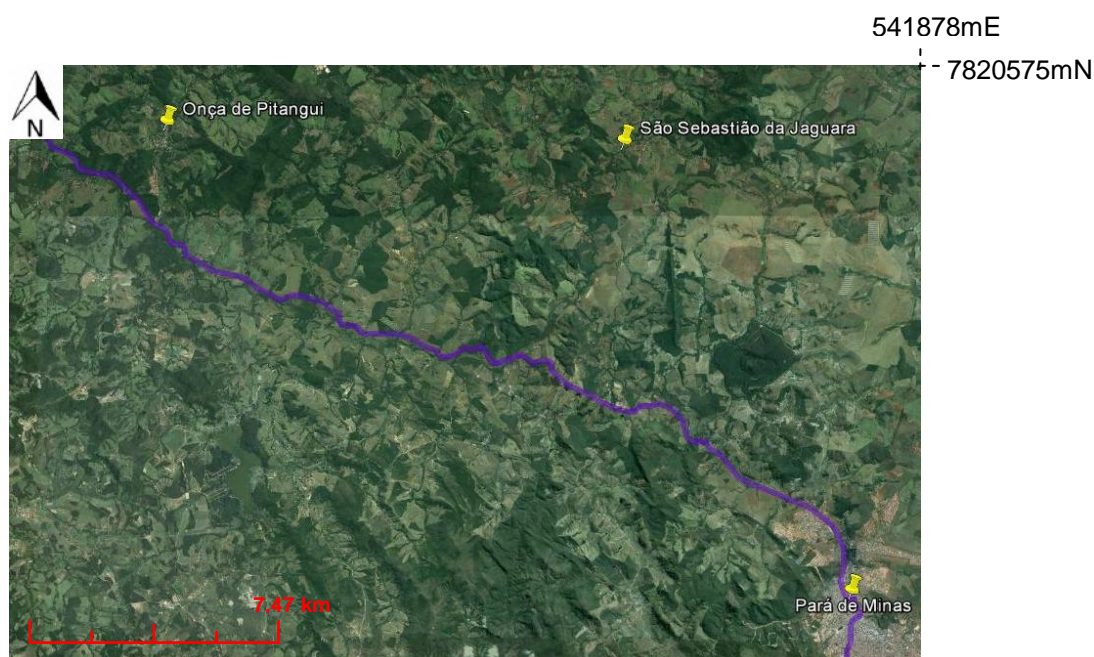 541878mE
7820575mN
N
Onça de Pitangui
São Sebastião da Jaguara
7,47 km
Pará de Minas